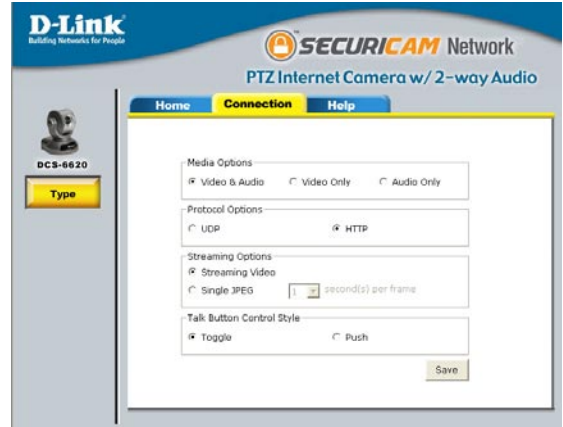 D-Link
Building Networks for People
SECURICAM Network
PTZ Internet Camera w/ 2-way Audio
Home Connection Help
DCS-6620
Type
Media Options
Video & Audio Video Only Audio Only
Protocol Options
UDP HTTP
Streaming Options
Streaming Video
Single JPEG 1 second(s) per frame
Talk Button Control Style
Toggle Push
Save